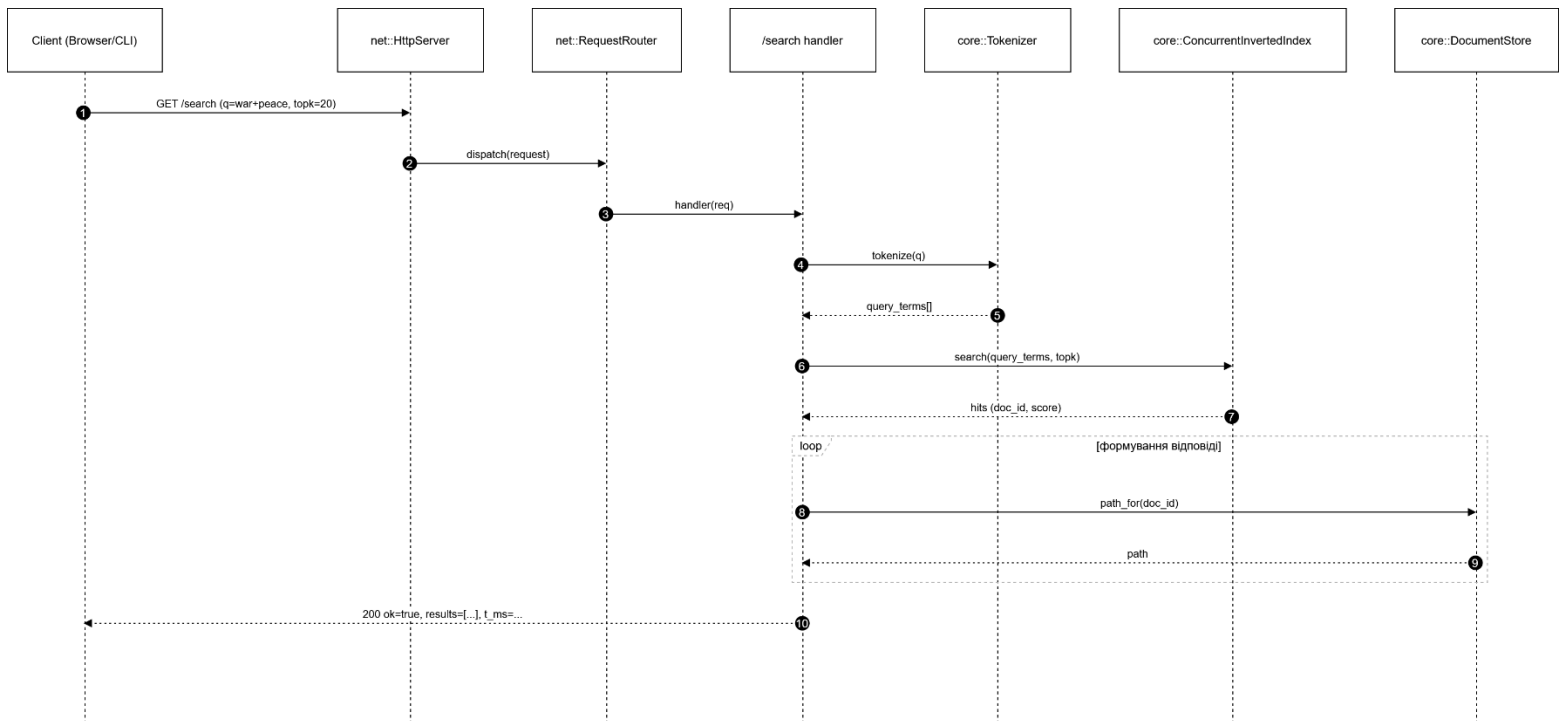 Client (Browser/CLI)
net::HttpServer
net::RequestRouter
/search handler
core::Tokenizer
core::ConcurrentInvertedIndex
core::DocumentStore
GET /search (q=war+peace, topk=20)
1
dispatch(request)
2
handler(req)
3
tokenize(q)
4
query_terms[]
5
search(query_terms, topk)
6
hits (doc_id, score)
7
loop
[формування відповіді]
path_for(doc_id)
8
path
9
200 ok=true, results=[...], t_ms=...
10